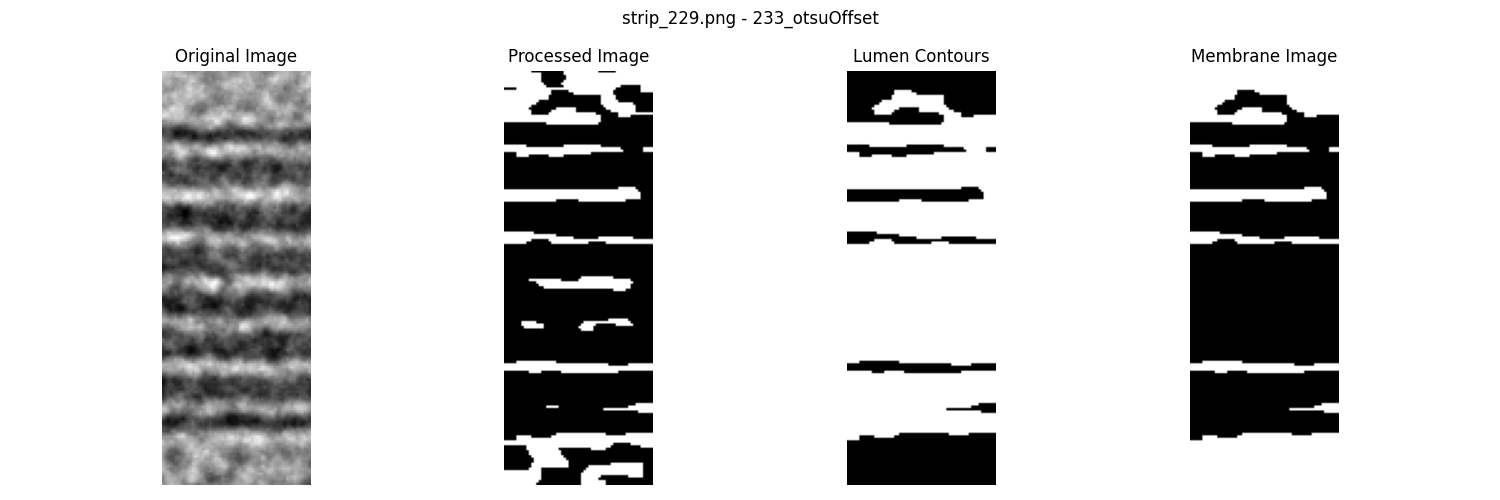 strip_229.png - 233_otsuOffset
Original Image
Processed Image
Lumen Contours
Membrane Image